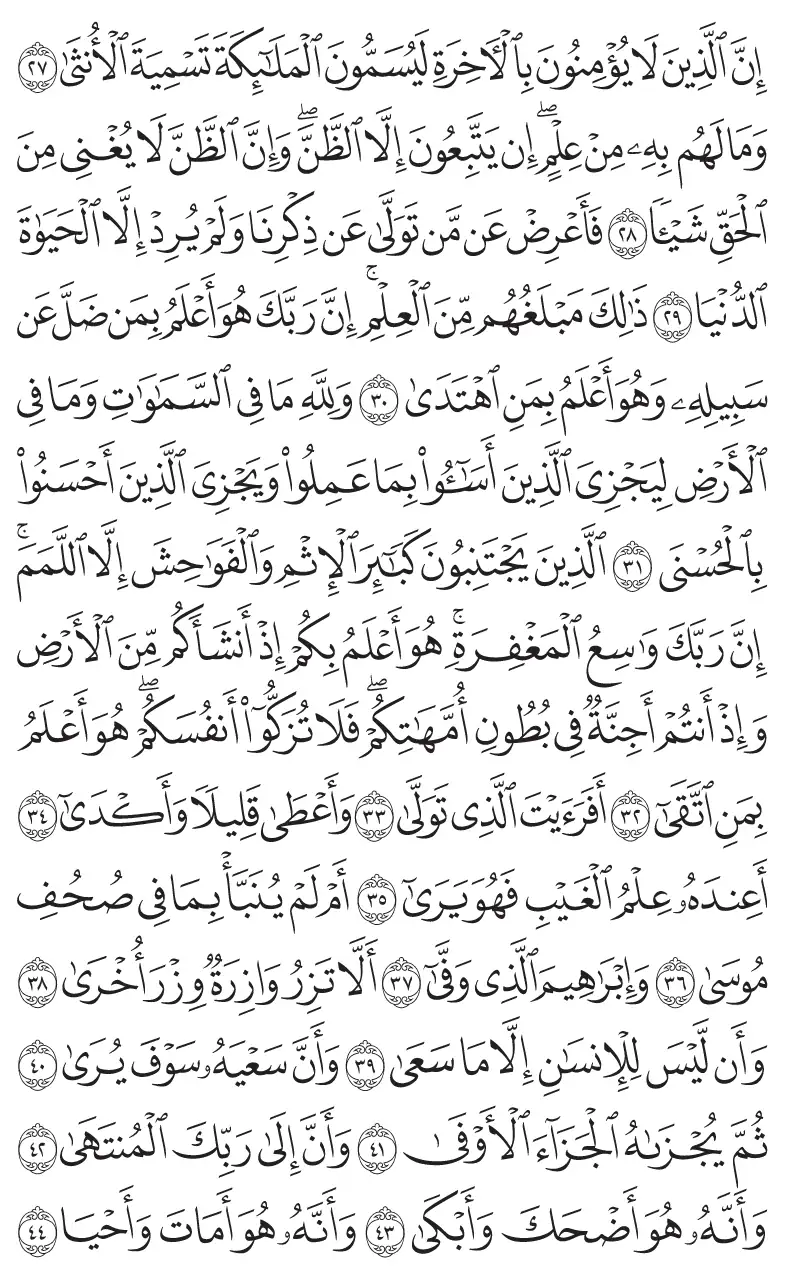 إِنَّ ٱلَّذِينَ لَا يُؤْمِنُونَ بِٱلْـَٔاخِرَةِ لَيُسَمُّونَ ٱلْمَلَـٰٓئِكَةَ تَسْمِيَةَ ٱلْأُنثَىٰ ٢٧
وَمَا لَهُم بِهِۦ مِنْ عِلْمٍ ۖ إِن يَتَّبِعُونَ إِلَّا ٱلظَّنَّ ۖ وَإِنَّ ٱلظَّنَّ لَا يُغْنِى مِنَ
ٱلْحَقِّ شَيْـًٔا ٢٨ فَأَعْرِضْ عَن مَّن تَوَلَّىٰ عَن ذِكْرِنَا وَلَمْ يُرِدْ إِلَّا ٱلْحَيَوٰةَ
ٱلدُّنْيَا ٢٩ ذَٰلِكَ مَبْلَغُهُم مِّنَ ٱلْعِلْمِ ۚ إِنَّ رَبَّكَ هُوَ أَعْلَمُ بِمَن ضَلَّ عَن
سَبِيلِهِۦ وَهُوَ أَعْلَمُ بِمَنِ ٱهْتَدَىٰ ٣٠ وَلِلَّهِ مَا فِى ٱلسَّمَـٰوَٰتِ وَمَا فِى
ٱلْأَرْضِ لِيَجْزِىَ ٱلَّذِينَ أَسَـٰٓـُٔوا۟ بِمَا عَمِلُوا۟ وَيَجْزِىَ ٱلَّذِينَ أَحْسَنُوا۟
بِٱلْحُسْنَى ٣١ ٱلَّذِينَ يَجْتَنِبُونَ كَبَـٰٓئِرَ ٱلْإِثْمِ وَٱلْفَوَٰحِشَ إِلَّا ٱللَّمَمَ ۚ
إِنَّ رَبَّكَ وَٰسِعُ ٱلْمَغْفِرَةِ ۚ هُوَ أَعْلَمُ بِكُمْ إِذْ أَنشَأَكُم مِّنَ ٱلْأَرْضِ
وَإِذْ أَنتُمْ أَجِنَّةٌ فِى بُطُونِ أُمَّهَـٰتِكُمْ ۖ فَلَا تُزَكُّوٓا۟ أَنفُسَكُمْ ۖ هُوَ أَعْلَمُ
بِمَنِ ٱتَّقَىٰٓ ٣٢ أَفَرَءَيْتَ ٱلَّذِى تَوَلَّىٰ ٣٣ وَأَعْطَىٰ قَلِيلًا وَأَكْدَىٰٓ ٣٤
أَعِندَهُۥ عِلْمُ ٱلْغَيْبِ فَهُوَ يَرَىٰٓ ٣٥ أَمْ لَمْ يُنَبَّأْ بِمَا فِى صُحُفِ
مُوسَىٰ ٣٦ وَإِبْرَٰهِيمَ ٱلَّذِى وَفَّىٰٓ ٣٧ أَلَّا تَزِرُ وَازِرَةٌ وِزْرَ أُخْرَىٰ ٣٨
وَأَن لَّيْسَ لِلْإِنسَـٰنِ إِلَّا مَا سَعَىٰ ٣٩ وَأَنَّ سَعْيَهُۥ سَوْفَ يُرَىٰ ٤٠
ثُمَّ يُجْزَىٰهُ ٱلْجَزَآءَ ٱلْأَوْفَىٰ ٤١ وَأَنَّ إِلَىٰ رَبِّكَ ٱلْمُنتَهَىٰ ٤٢
وَأَنَّهُۥ هُوَ أَضْحَكَ وَأَبْكَىٰ ٤٣ وَأَنَّهُۥ هُوَ أَمَاتَ وَأَحْيَا ٤٤